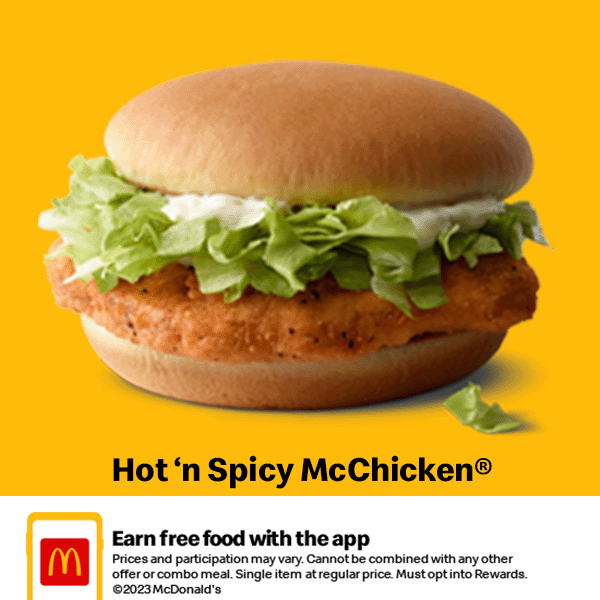 Hot ‘n Spicy McChicken®
Earn free food with the app
Prices and participation may vary. Cannot be combined with any other
offer or combo meal. Single item at regular price. Must opt into Rewards.
©2023 McDonald's